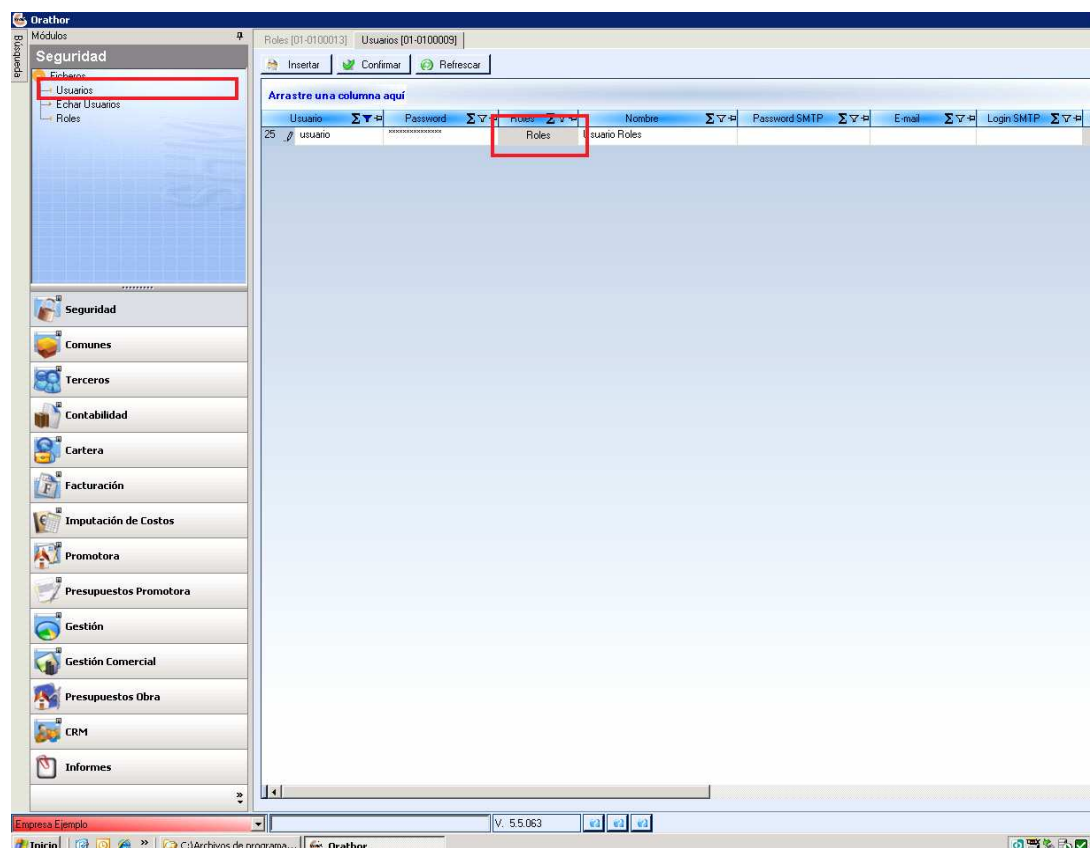 Orathor
Búsqueda
Módulos
Seguridad
Ficheros
Usuarios
Echar Usuarios
Roles
Seguridad
Comunes
Terceros
Contabilidad
Cartera
Facturación
Imputación de Costos
Promotora
Presupuestos Promotora
Gestión
Gestión Comercial
Presupuestos Obra
CRM
Informes
Roles [01-0100013] Usuarios [01-0100009]
Insertar Confirmar Refrescar
Arrastre una columna aquí
Usuario Password Roles Nombre Password SMTP E-mail Login SMTP
25 usuario ************** Roles Usuario Roles
Empresa Ejemplo V. 5.5.063
Inicio C:\Archivos de programa... Orathor